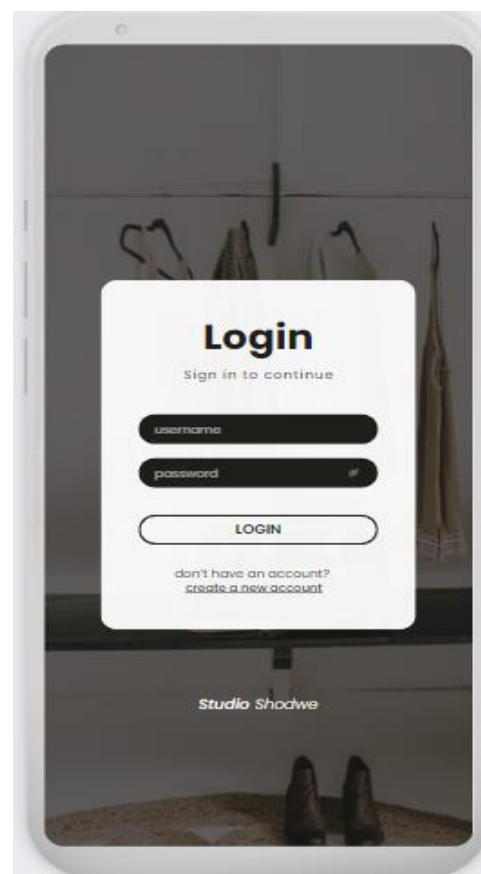 Login
Sign in to continue
username
password
LOGIN
don't have an account?
create a new account
Studio Shodwe